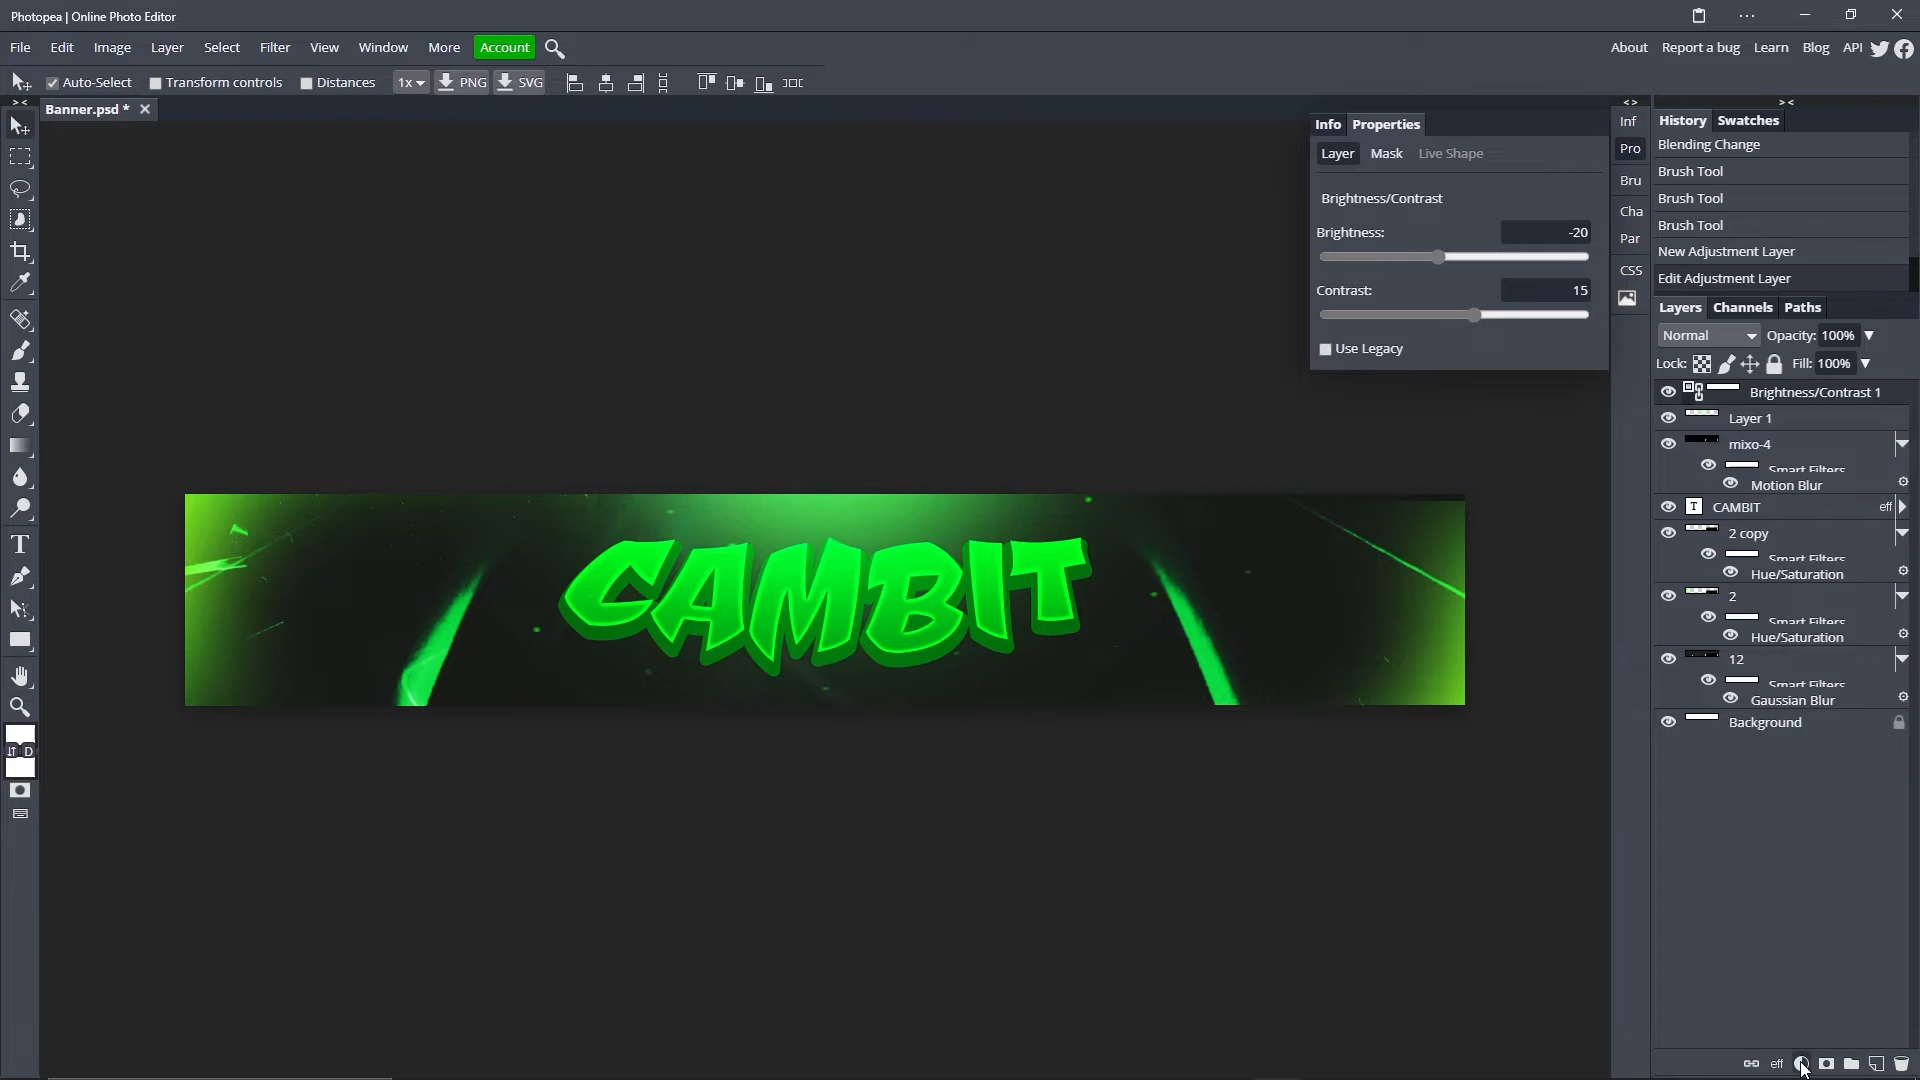 Photopea | Online Photo Editor
File Edit Image Layer Select Filter View Window More Account
About Report a bug Learn Blog API
Auto-Select Transform controls Distances 1x PNG SVG
> <
Banner.psd *
< >
> <
Info Properties
Layer Mask Live Shape
Brightness/Contrast
Brightness: -20
Contrast: 15
Use Legacy
Inf
Pro
Bru
Cha
Par
CSS
History Swatches
Blending Change
Brush Tool
Brush Tool
Brush Tool
New Adjustment Layer
Edit Adjustment Layer
Layers Channels Paths
Normal Opacity: 100%
Lock: Fill: 100%
Brightness/Contrast 1
Layer 1
mixo-4
Smart Filters
Motion Blur
T CAMBIT eff
2 copy
Smart Filters
Hue/Saturation
2
Smart Filters
Hue/Saturation
12
Smart Filters
Gaussian Blur
Background
eff
CAMBIT
T
D